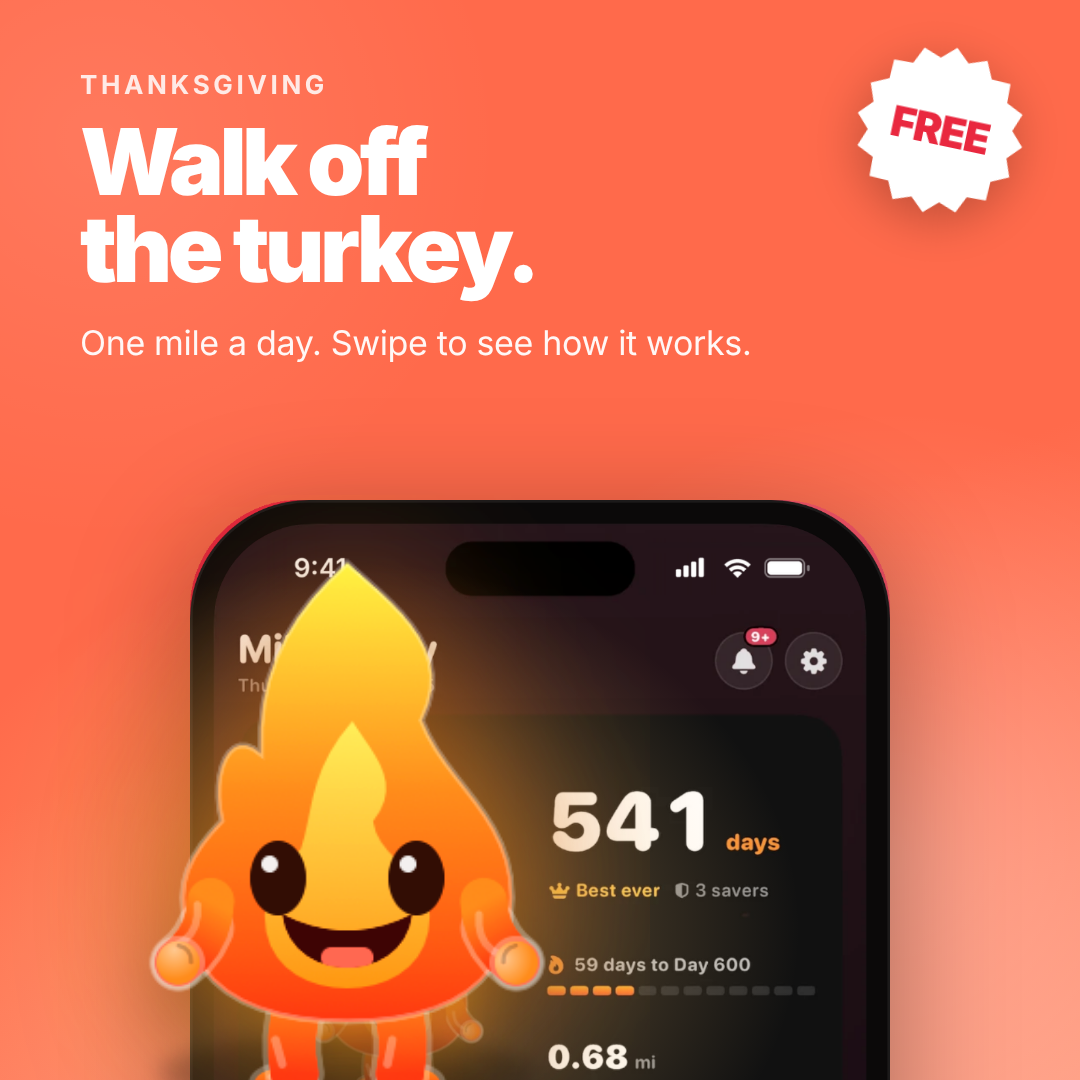 THANKSGIVING
FREE
Walk off
the turkey.
One mile a day. Swipe to see how it works.
9:41
9+
541 days
Best ever 3 savers
59 days to Day 600
0.68 mi